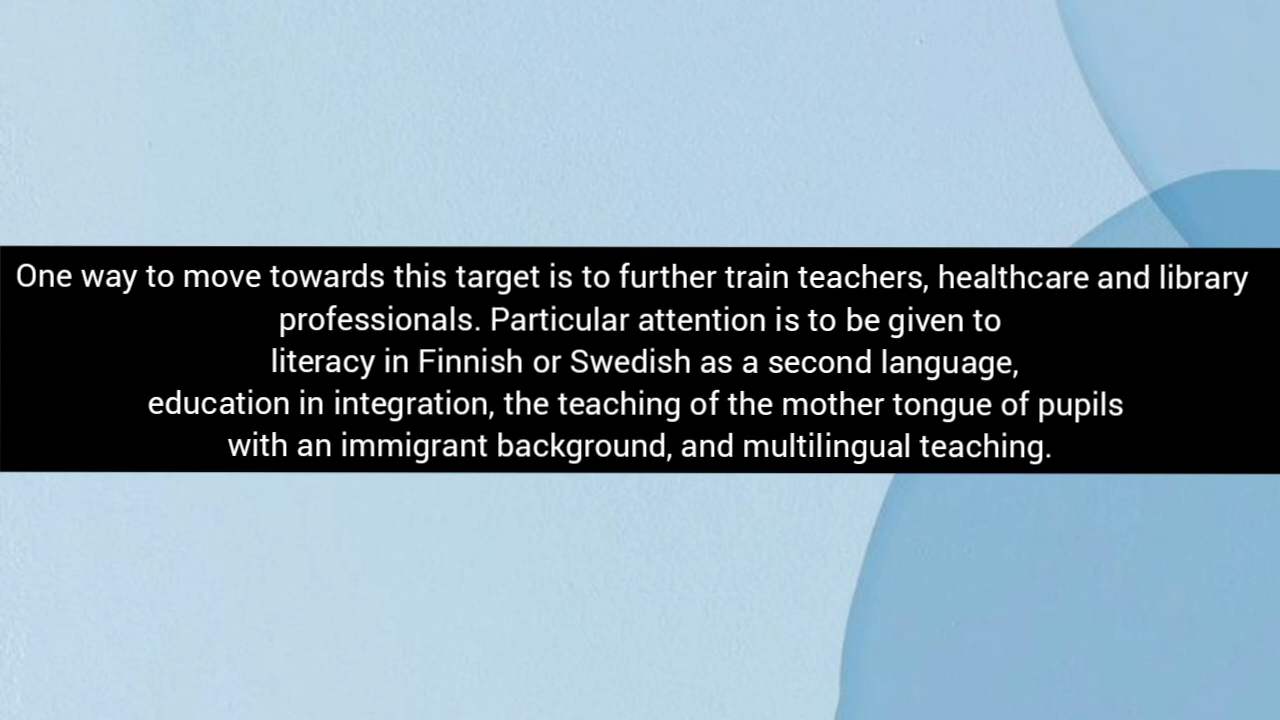 One way to move towards this target is to further train teachers, healthcare and library
professionals. Particular attention is to be given to
literacy in Finnish or Swedish as a second language,
education in integration, the teaching of the mother tongue of pupils
with an immigrant background, and multilingual teaching.